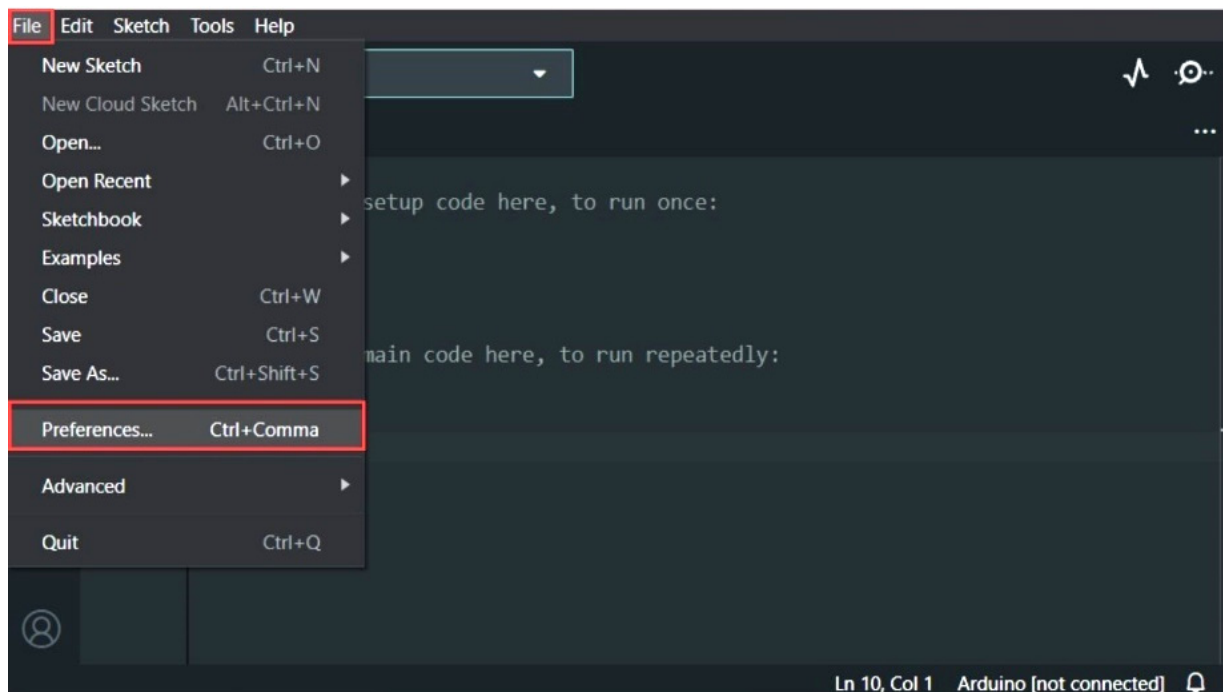 File Edit Sketch Tools Help
New Sketch Ctrl+N
New Cloud Sketch Alt+Ctrl+N
Open... Ctrl+O
Open Recent
setup code here, to run once:
Sketchbook
Examples
Close Ctrl+W
Save Ctrl+S
main code here, to run repeatedly:
Save As... Ctrl+Shift+S
Preferences... Ctrl+Comma
Advanced
Quit Ctrl+Q
Ln 10, Col 1 Arduino [not connected]